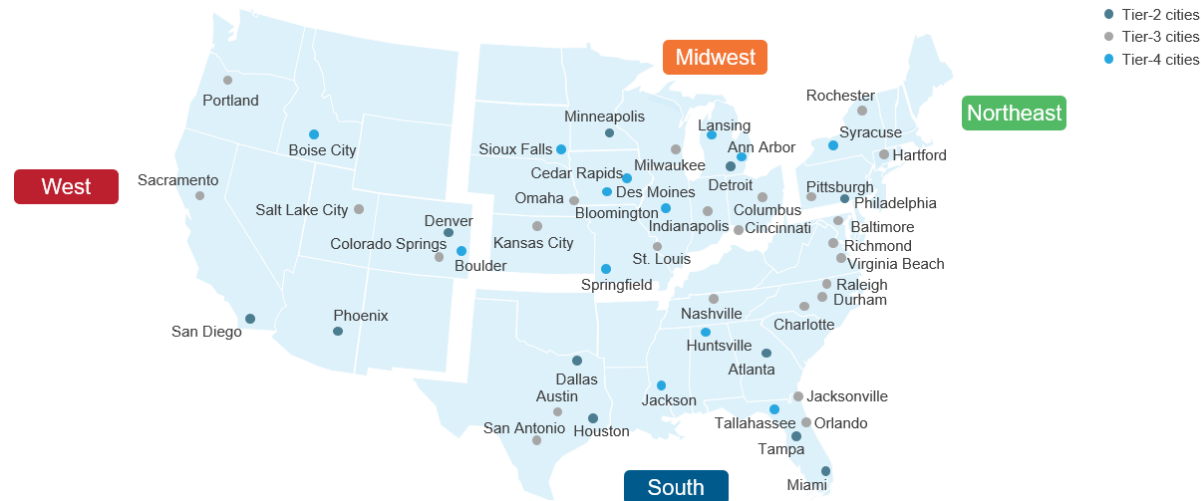 Tier-2 cities
Tier-3 cities
Tier-4 cities
Midwest
Northeast
West
South
Portland
Boise City
Sacramento
Salt Lake City
Denver
Colorado Springs
Boulder
San Diego
Phoenix
Minneapolis
Sioux Falls
Cedar Rapids
Des Moines
Omaha
Bloomington
Kansas City
St. Louis
Springfield
Milwaukee
Lansing
Ann Arbor
Detroit
Indianapolis
Columbus
Cincinnati
Rochester
Syracuse
Hartford
Pittsburgh
Philadelphia
Baltimore
Richmond
Virginia Beach
Raleigh
Durham
Charlotte
Nashville
Huntsville
Atlanta
Dallas
Austin
San Antonio
Houston
Jackson
Jacksonville
Tallahassee
Orlando
Tampa
Miami